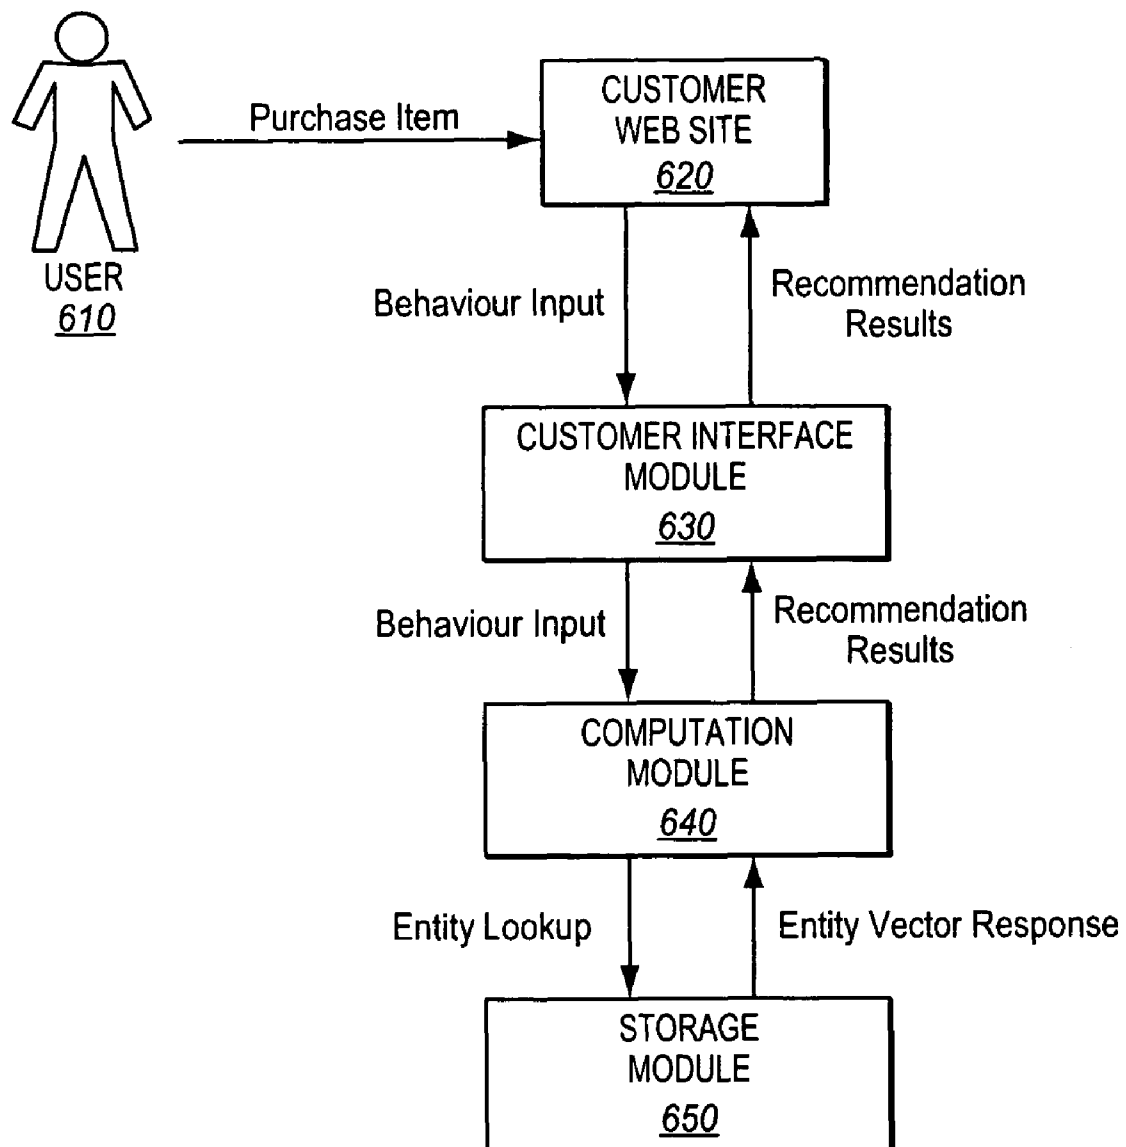 Purchase Item
CUSTOMER
WEB SITE
620
USER
610
Behaviour Input
Recommendation
Results
CUSTOMER INTERFACE
MODULE
630
Behaviour Input
Recommendation
Results
COMPUTATION
MODULE
640
Entity Lookup
Entity Vector Response
STORAGE
MODULE
650